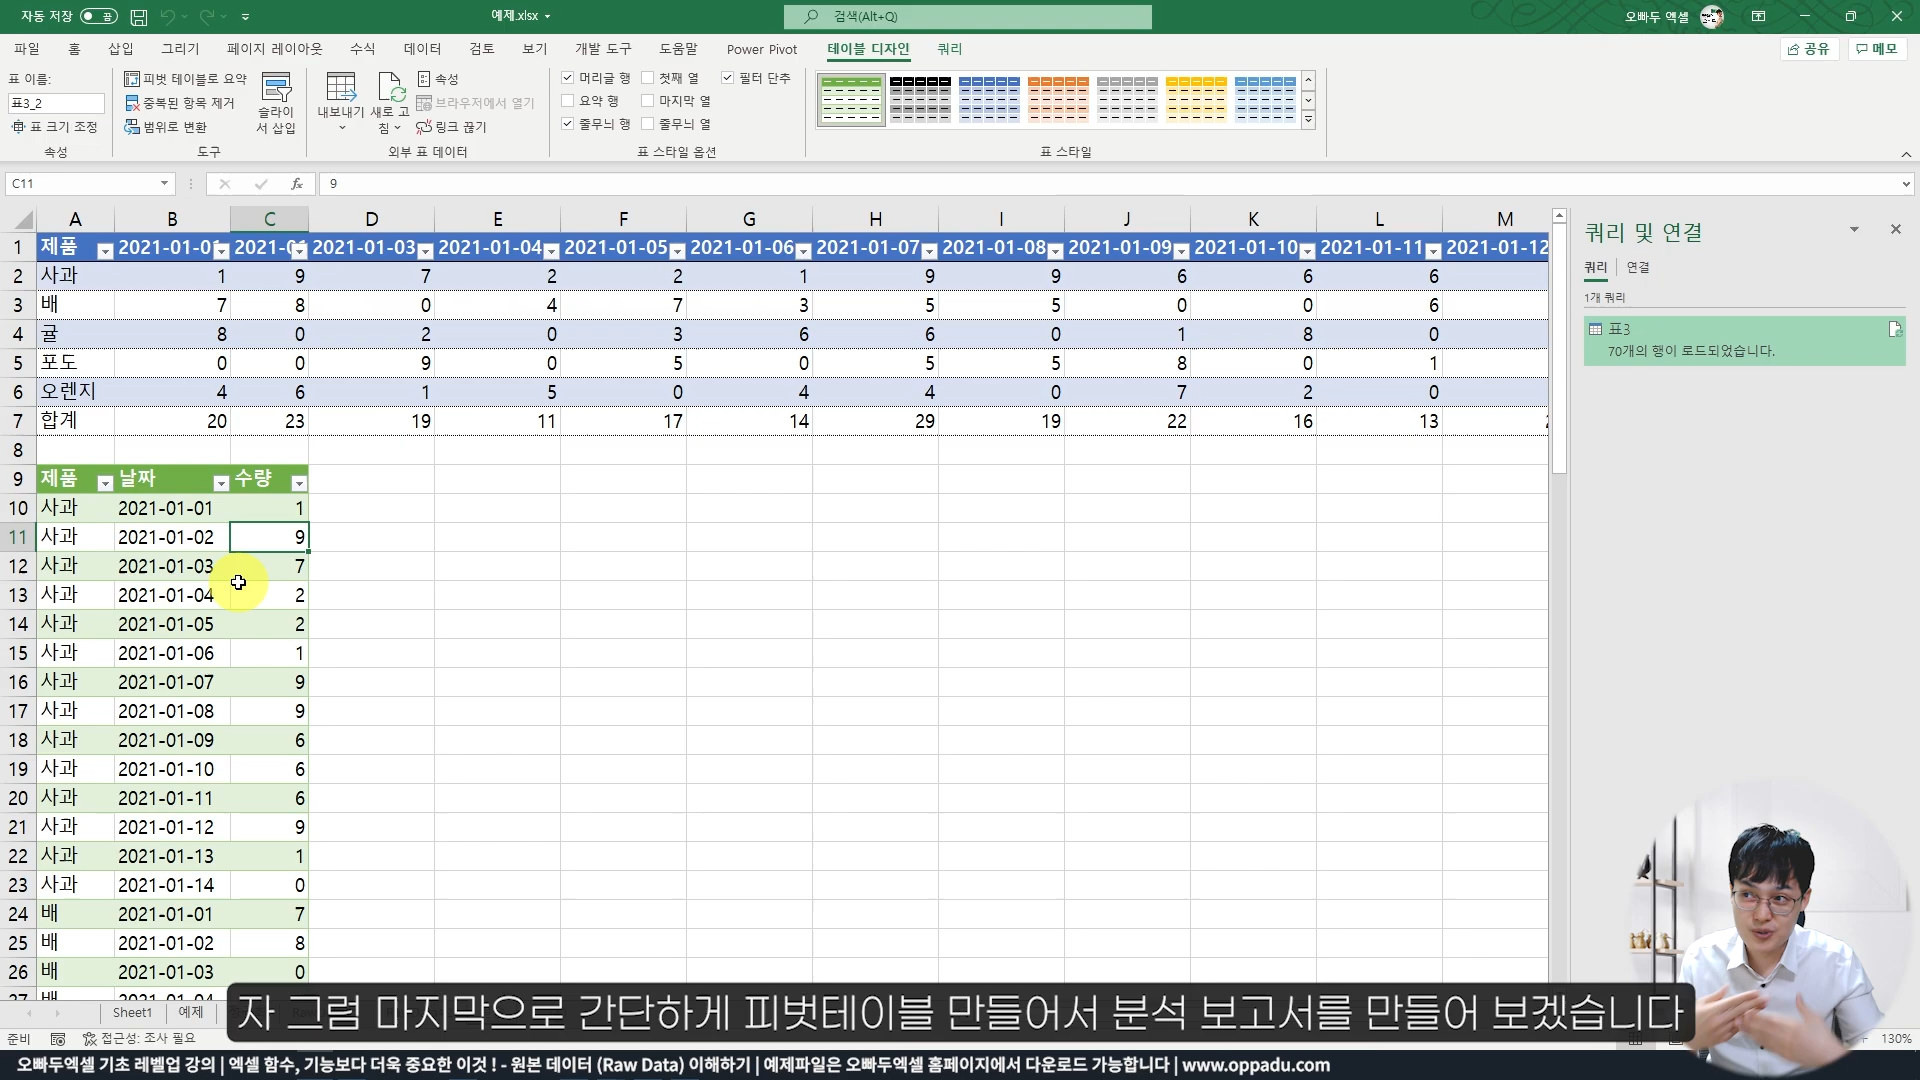 자동 저장 끔 예제.xlsx 검색(Alt+Q) 오빠두 엑셀
파일 홈 삽입 그리기 페이지 레이아웃 수식 데이터 검토 보기 개발 도구 도움말 Power Pivot 테이블 디자인 쿼리 공유 메모
표 이름: 피벗 테이블로 요약 속성 머리글 행 첫째 열 필터 단추
표3_2 중복된 항목 제거 슬라이서 삽입 내보내기 새로 고침 브라우저에서 열기 요약 행 마지막 열
표 크기 조정 범위로 변환 링크 끊기 줄무늬 행 줄무늬 열
속성 도구 외부 표 데이터 표 스타일 옵션 표 스타일
C11 fx 9
A B C D E F G H I J K L M
1 제품 2021-01-01 2021-01 2021-01-03 2021-01-04 2021-01-05 2021-01-06 2021-01-07 2021-01-08 2021-01-09 2021-01-10 2021-01-11 2021-01-12
2 사과 1 9 7 2 2 1 9 9 6 6 6
3 배 7 8 0 4 7 3 5 5 0 0 6
4 귤 8 0 2 0 3 6 6 0 1 8 0
5 포도 0 0 9 0 5 0 5 5 8 0 1
6 오렌지 4 6 1 5 0 4 4 0 7 2 0
7 합계 20 23 19 11 17 14 29 19 22 16 13
8
9 제품 날짜 수량
10 사과 2021-01-01 1
11 사과 2021-01-02 9
12 사과 2021-01-03 7
13 사과 2021-01-04 2
14 사과 2021-01-05 2
15 사과 2021-01-06 1
16 사과 2021-01-07 9
17 사과 2021-01-08 9
18 사과 2021-01-09 6
19 사과 2021-01-10 6
20 사과 2021-01-11 6
21 사과 2021-01-12 9
22 사과 2021-01-13 1
23 사과 2021-01-14 0
24 배 2021-01-01 7
25 배 2021-01-02 8
26 배 2021-01-03 0
27 배 2021-01-04
쿼리 및 연결
쿼리 연결
1개 쿼리
표3
70개의 행이 로드되었습니다.
Sheet1 예제
자 그럼 마지막으로 간단하게 피벗테이블 만들어서 분석 보고서를 만들어 보겠습니다
준비 접근성: 조사 필요 130%
오빠두엑셀 기초 레벨업 강의 | 엑셀 함수, 기능보다 더욱 중요한 이것 ! - 원본 데이터 (Raw Data) 이해하기 | 예제파일은 오빠두엑셀 홈페이지에서 다운로드 가능합니다 | www.oppadu.com